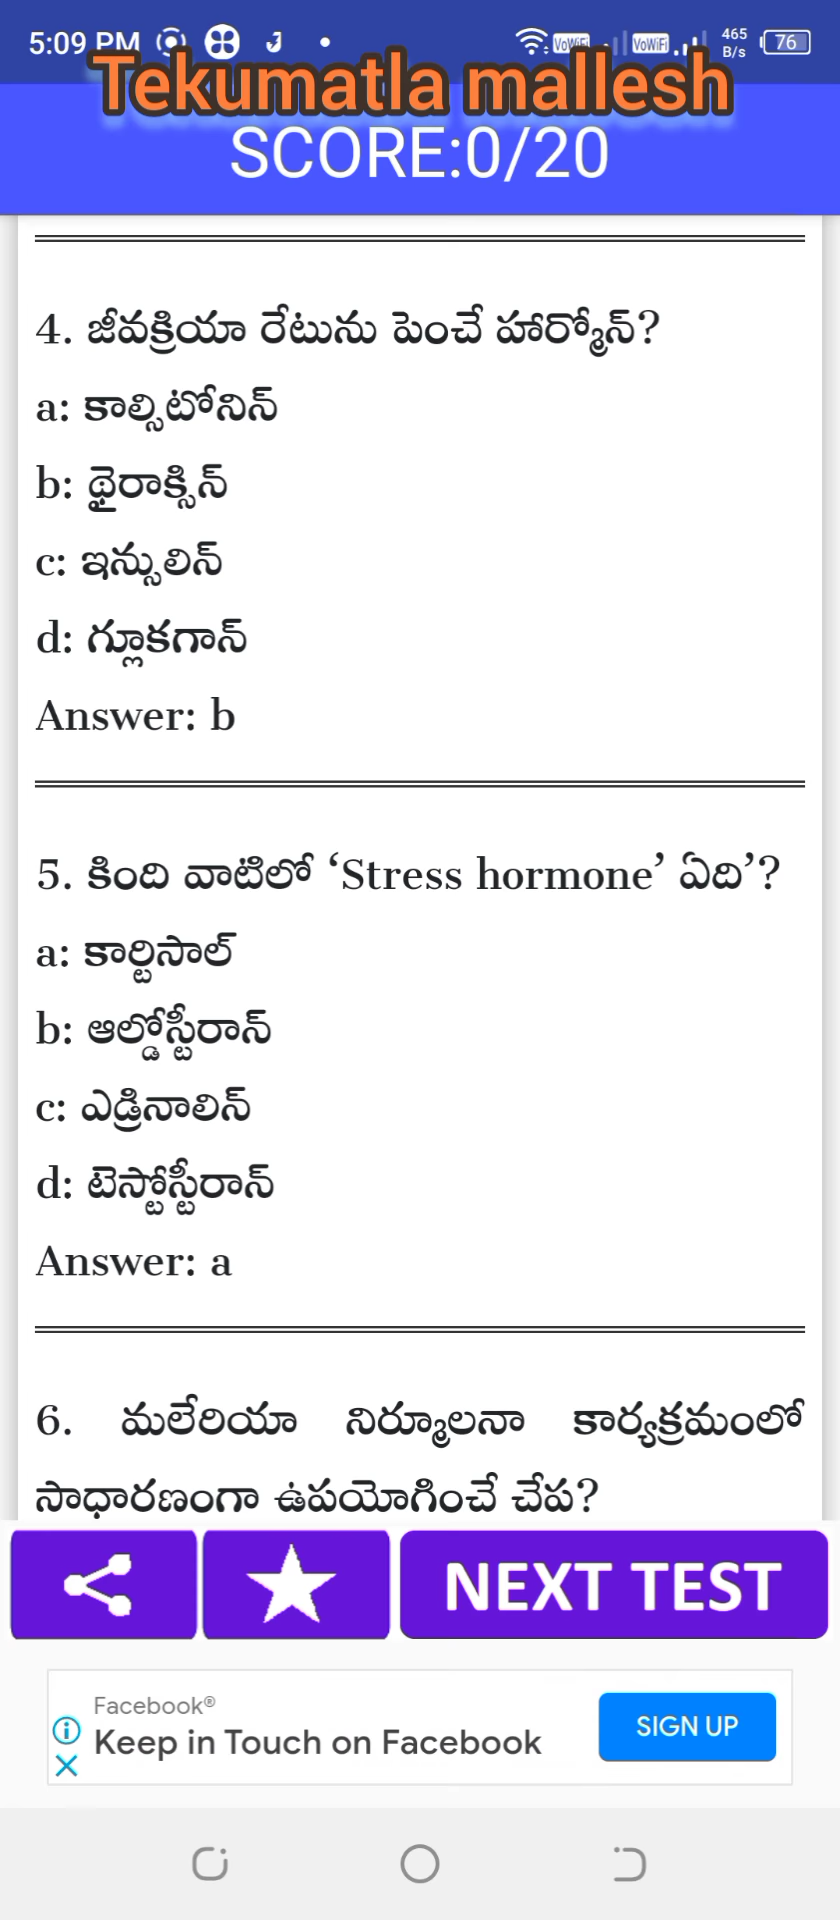 5:09 PM
VoWiFi VoWiFi 465 B/s 76
Tekumatla mallesh
SCORE:0/20
4. జీవక్రియా రేటును పెంచే హార్మోన్?
a: కాల్సిటోనిన్
b: థైరాక్సిన్
c: ఇన్సులిన్
d: గ్లూకగాన్
Answer: b
5. కింది వాటిలో ‘Stress hormone’ ఏది’?
a: కార్టిసాల్
b: ఆల్డోస్టీరాన్
c: ఎడ్రినాలిన్
d: టెస్టోస్టీరాన్
Answer: a
6. మలేరియా నిర్మూలనా కార్యక్రమంలో
సాధారణంగా ఉపయోగించే చేప?
NEXT TEST
Facebook®
Keep in Touch on Facebook
SIGN UP